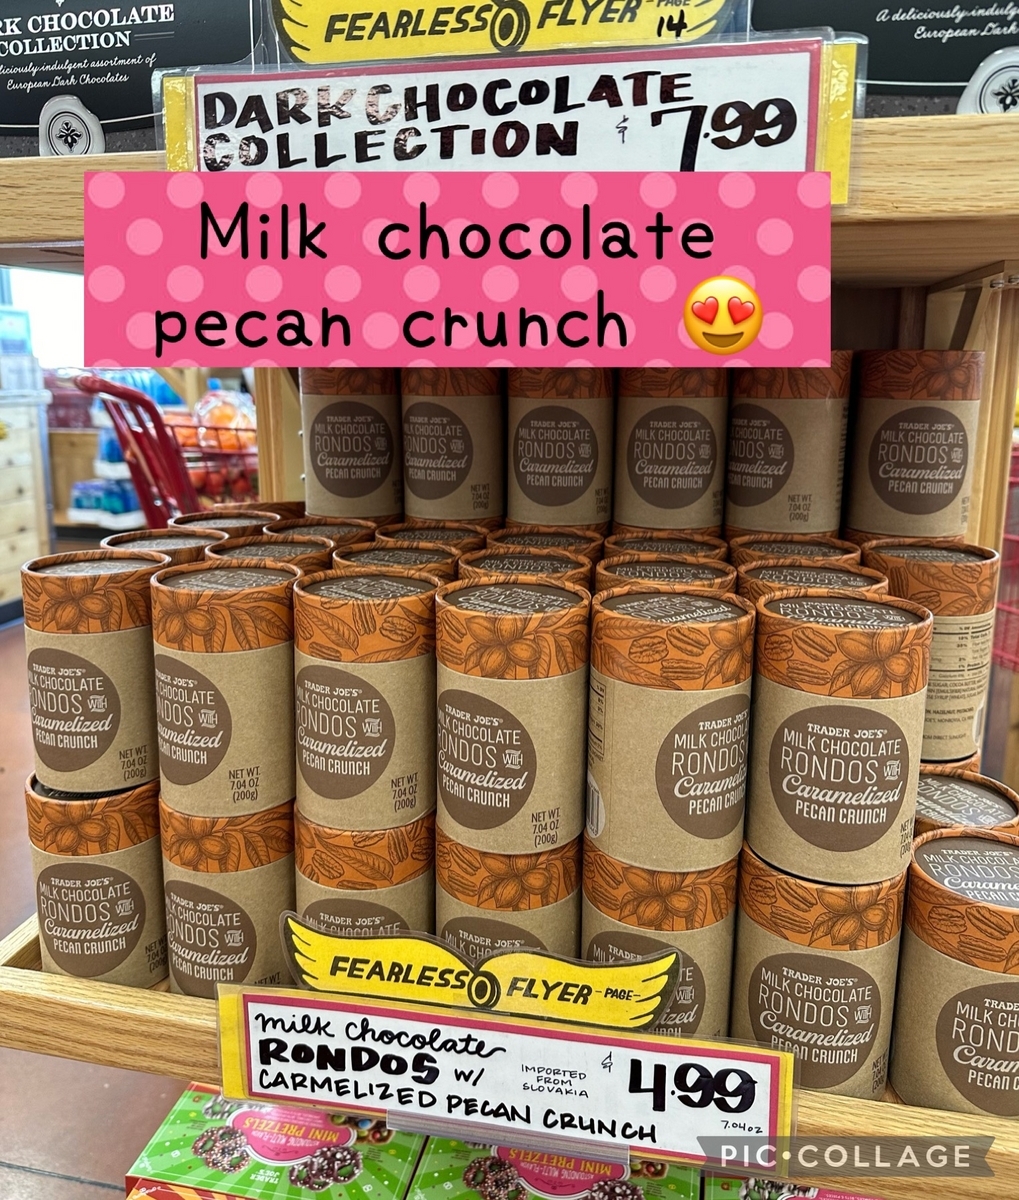 RK CHOCOLATE
COLLECTION
deliciously indulgent assortment of
European Dark Chocolates
FEARLESS FLYER -PAGE-
14
A deliciously indulg
European Dark
DARK CHOCOLATE
COLLECTION $7.99
Milk chocolate
pecan crunch 😍
TRADER JOE'S
MILK CHOCOLATE
RONDOS WITH
Caramelized
PECAN CRUNCH
NET WT.
7.04 OZ
(200g)
FEARLESS FLYER -PAGE-
milk chocolate
RONDOS w/
CARMELIZED PECAN CRUNCH
IMPORTED
FROM
SLOVAKIA
$4.99
7.04oz
MINI PRETZELS
MINI PRETZELS
PIC•COLLAGE